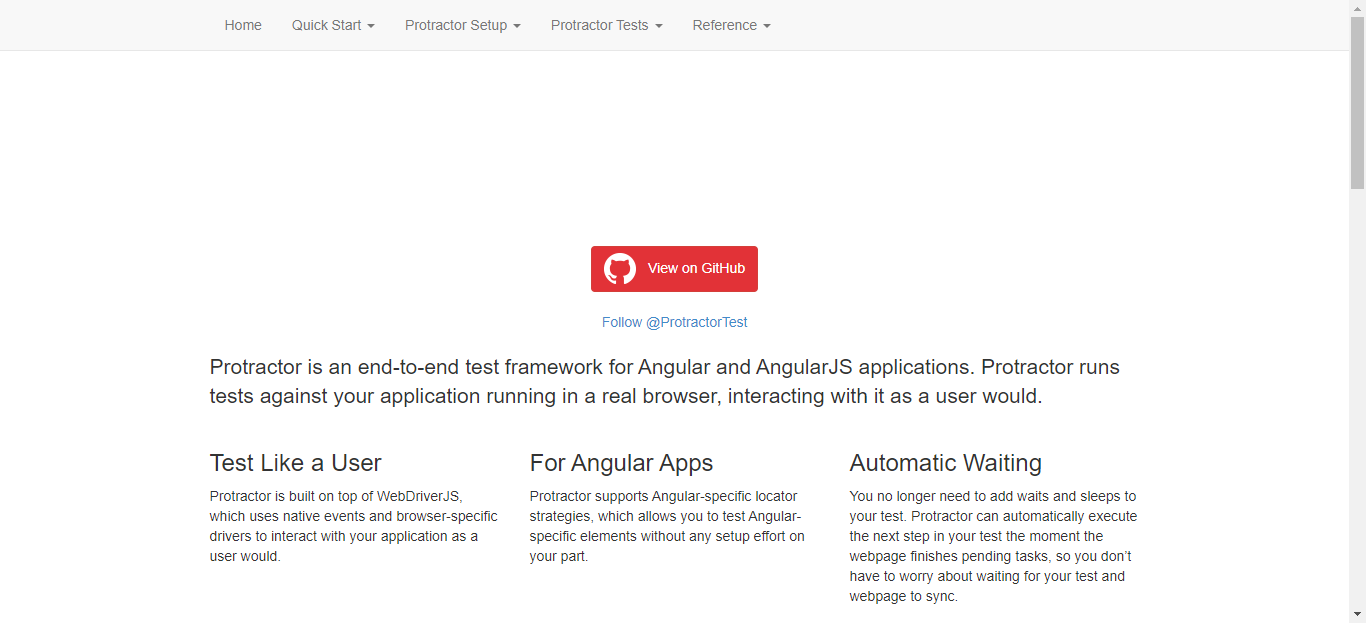 Home Quick Start Protractor Setup Protractor Tests Reference
View on GitHub
Follow @ProtractorTest
Protractor is an end-to-end test framework for Angular and AngularJS applications. Protractor runs
tests against your application running in a real browser, interacting with it as a user would.
Test Like a User
Protractor is built on top of WebDriverJS,
which uses native events and browser-specific
drivers to interact with your application as a
user would.
For Angular Apps
Protractor supports Angular-specific locator
strategies, which allows you to test Angular-
specific elements without any setup effort on
your part.
Automatic Waiting
You no longer need to add waits and sleeps to
your test. Protractor can automatically execute
the next step in your test the moment the
webpage finishes pending tasks, so you don’t
have to worry about waiting for your test and
webpage to sync.